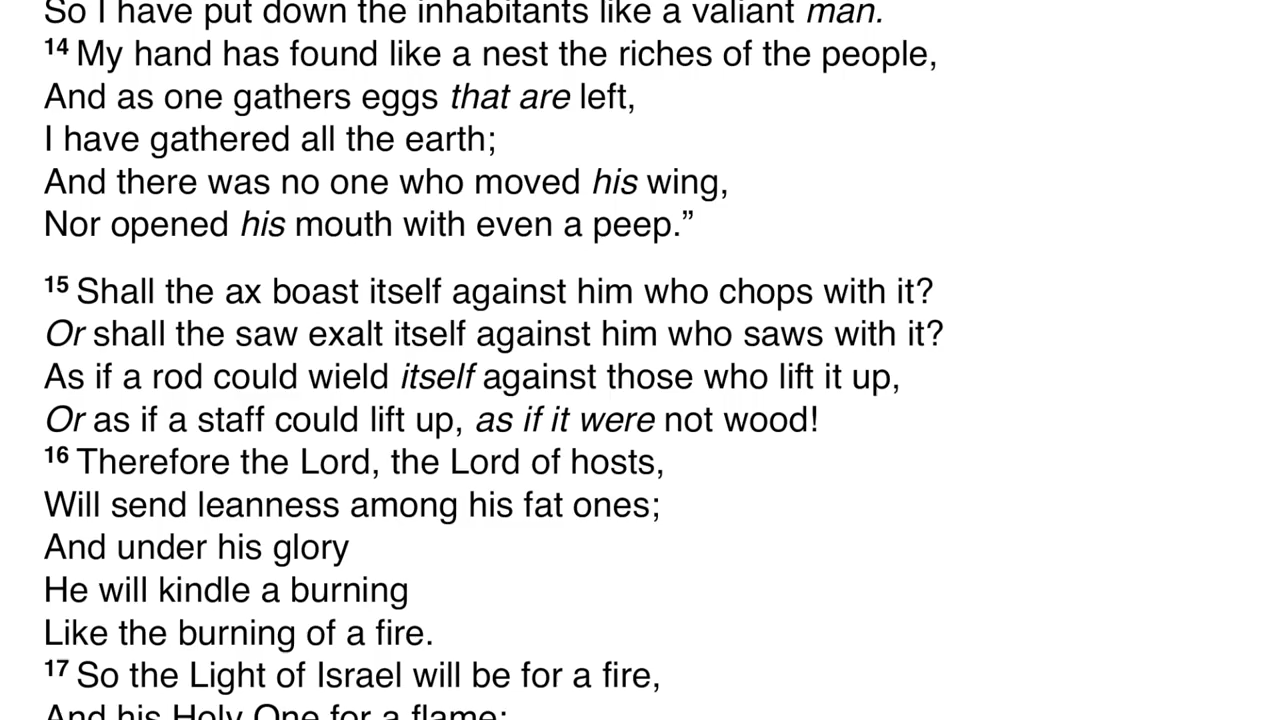 So I have put down the inhabitants like a valiant man.
14 My hand has found like a nest the riches of the people,
And as one gathers eggs that are left,
I have gathered all the earth;
And there was no one who moved his wing,
Nor opened his mouth with even a peep.”
15 Shall the ax boast itself against him who chops with it?
Or shall the saw exalt itself against him who saws with it?
As if a rod could wield itself against those who lift it up,
Or as if a staff could lift up, as if it were not wood!
16 Therefore the Lord, the Lord of hosts,
Will send leanness among his fat ones;
And under his glory
He will kindle a burning
Like the burning of a fire.
17 So the Light of Israel will be for a fire,
And his Holy One for a flame;